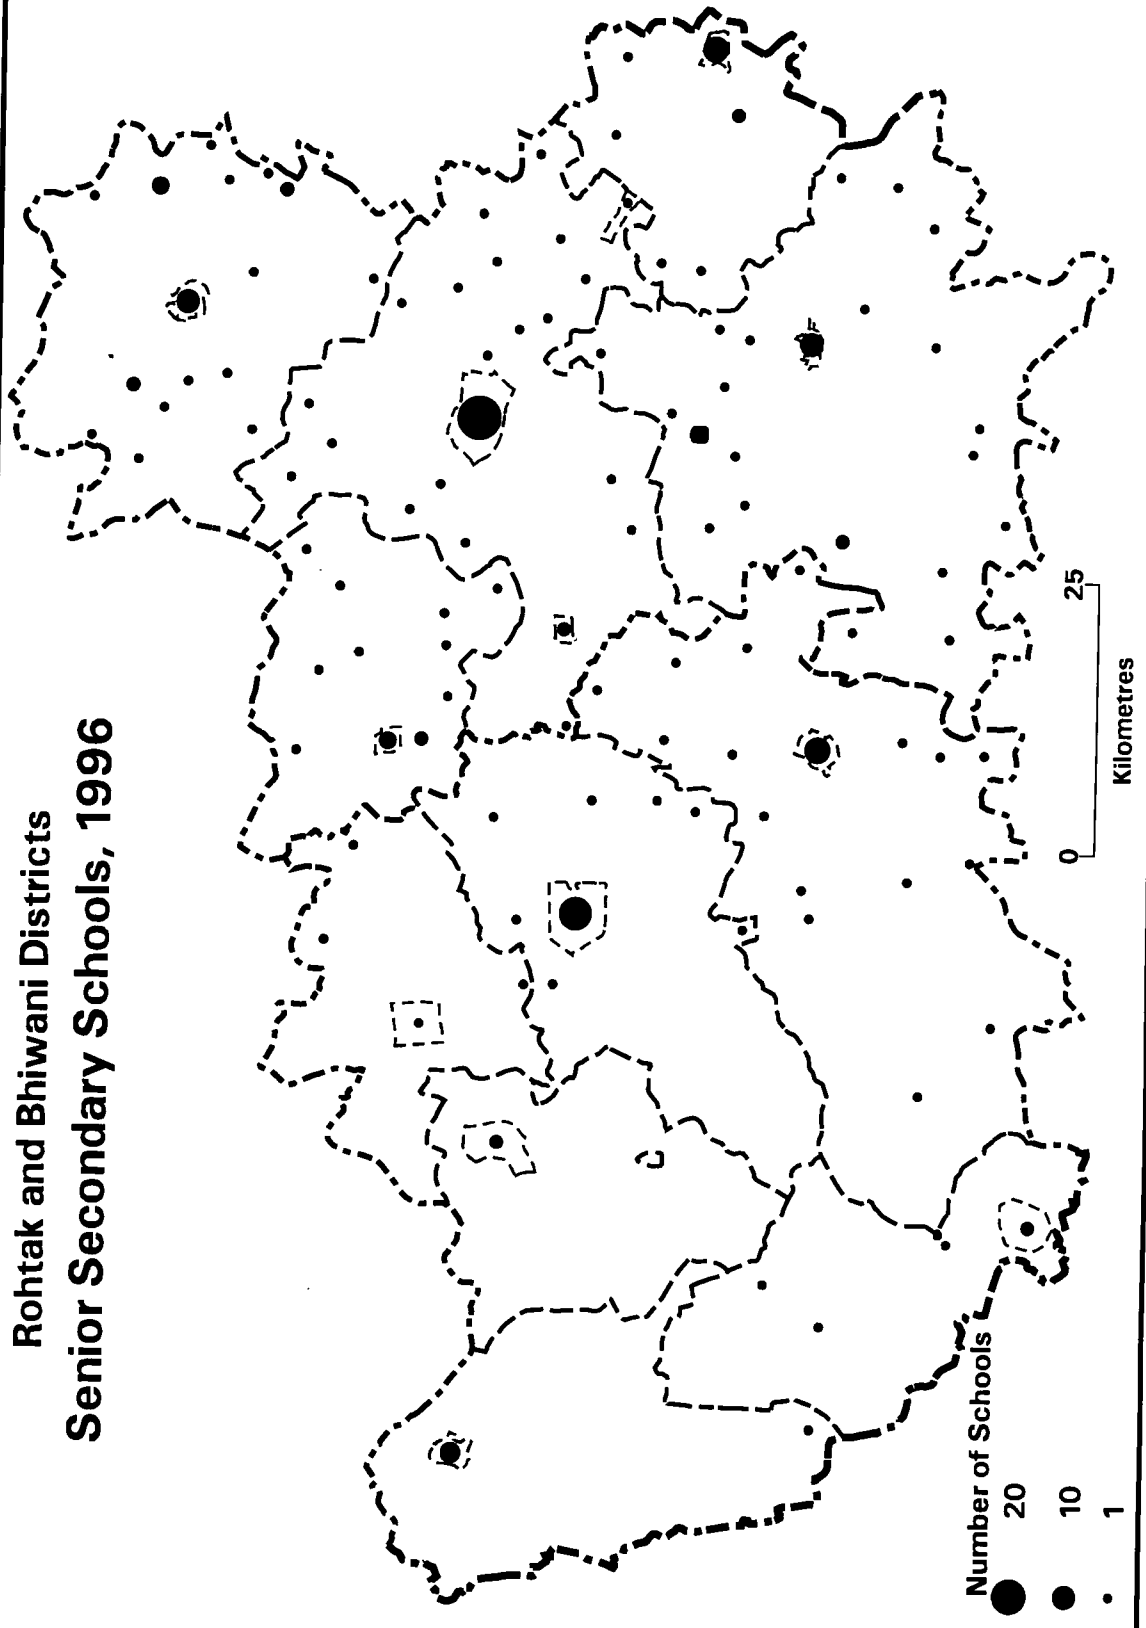 Rohtak and Bhiwani Districts
Senior Secondary Schools, 1996
Number of Schools
20
10
1
0 25
Kilometres